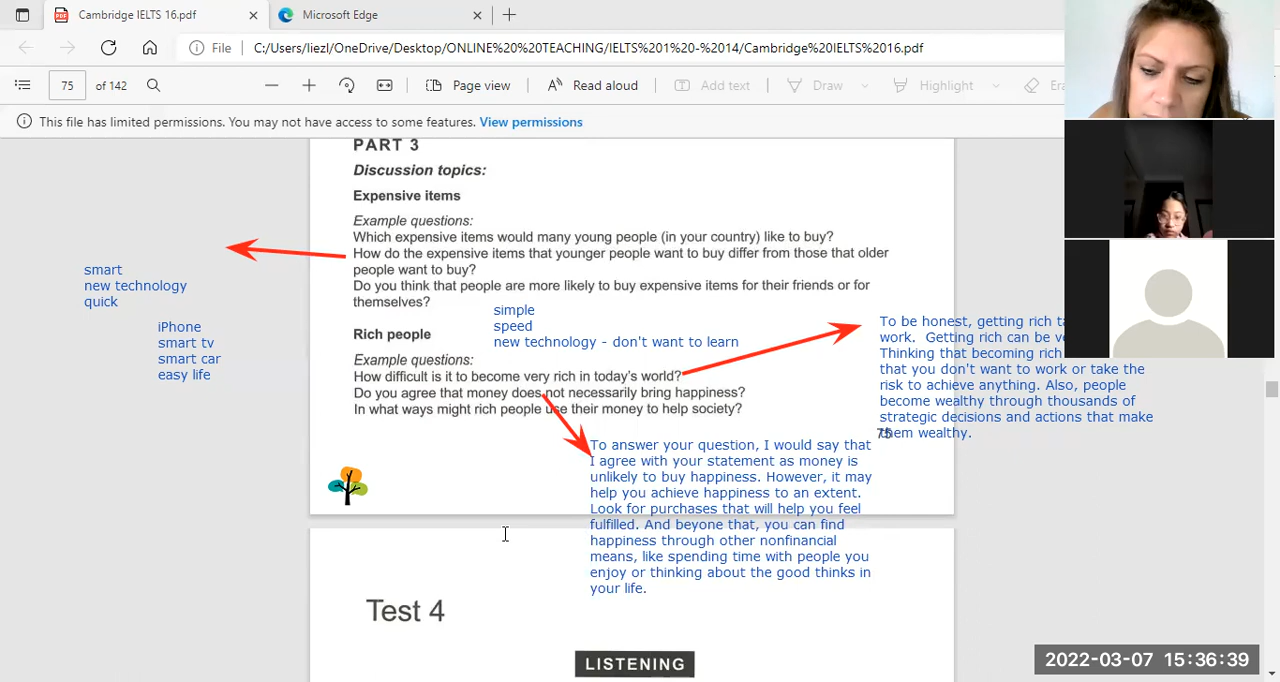 Cambridge IELTS 16.pdf
Microsoft Edge
File
C:/Users/liezl/OneDrive/Desktop/ONLINE%20%20TEACHING/IELTS%201%20-%2014/Cambridge%20IELTS%2016.pdf
75 of 142
Page view
Read aloud
Add text
Draw
Highlight
This file has limited permissions. You may not have access to some features. View permissions
PART 3
Discussion topics:
Expensive items
Example questions:
Which expensive items would many young people (in your country) like to buy?
How do the expensive items that younger people want to buy differ from those that older
people want to buy?
Do you think that people are more likely to buy expensive items for their friends or for
themselves?
smart
new technology
quick
iPhone
smart tv
smart car
easy life
simple
speed
new technology - don't want to learn
Rich people
Example questions:
How difficult is it to become very rich in today's world?
Do you agree that money does not necessarily bring happiness?
In what ways might rich people use their money to help society?
To be honest, getting rich
work. Getting rich can be
Thinking that becoming rich
that you don't want to work or take the
risk to achieve anything. Also, people
become wealthy through thousands of
strategic decisions and actions that make
them wealthy.
75
To answer your question, I would say that
I agree with your statement as money is
unlikely to buy happiness. However, it may
help you achieve happiness to an extent.
Look for purchases that will help you feel
fulfilled. And beyone that, you can find
happiness through other nonfinancial
means, like spending time with people you
enjoy or thinking about the good thinks in
your life.
Test 4
LISTENING
2022-03-07 15:36:39